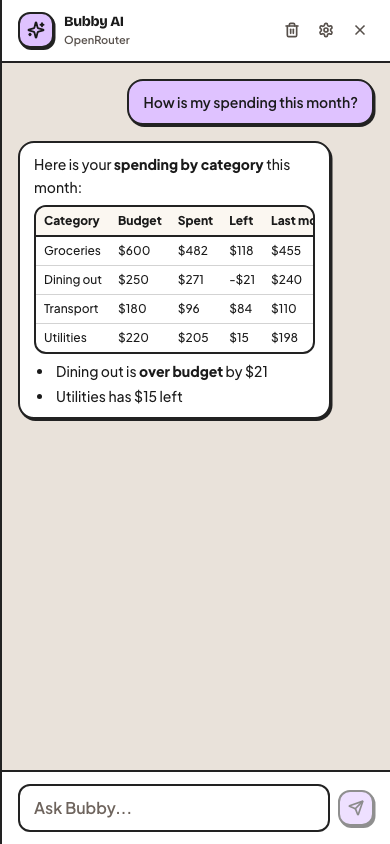 Bubby AI
OpenRouter
How is my spending this month?
Here is your spending by category this
month:
Category Budget Spent Left Last mo
Groceries $600 $482 $118 $455
Dining out $250 $271 -$21 $240
Transport $180 $96 $84 $110
Utilities $220 $205 $15 $198
• Dining out is over budget by $21
• Utilities has $15 left
Ask Bubby...